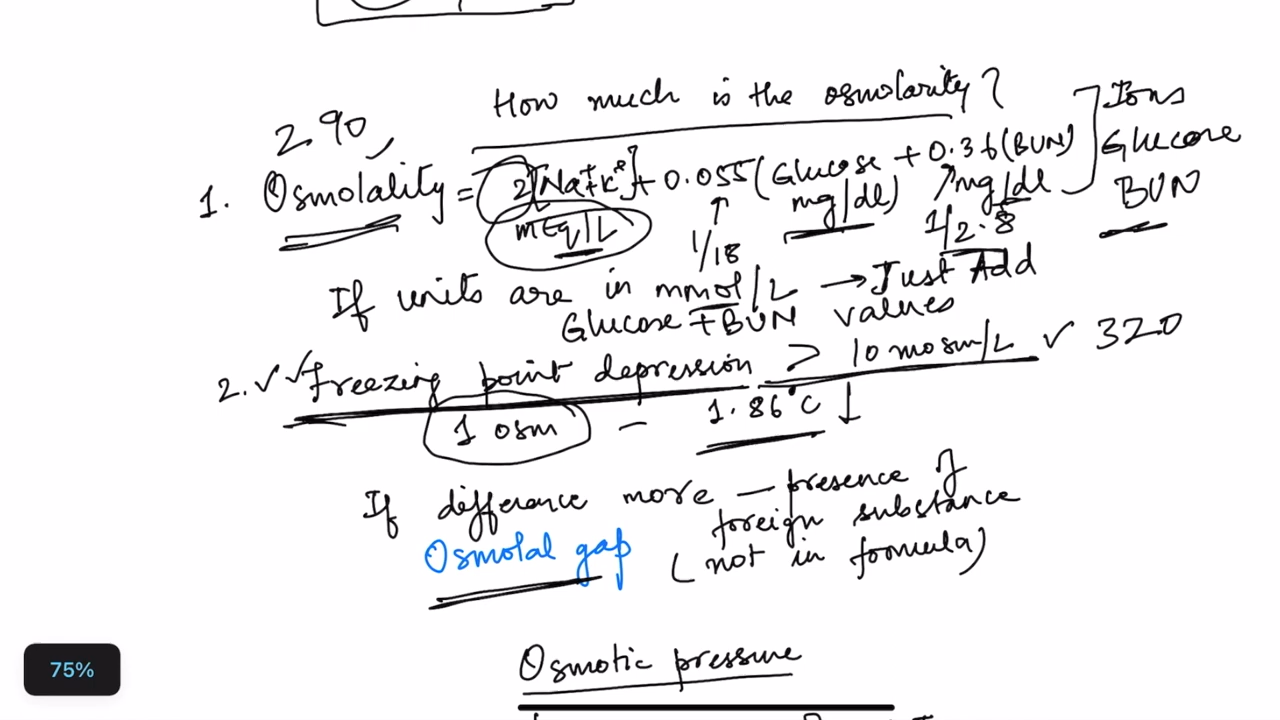 How much is the osmolarity?
290,
1. Osmolality = 2[Na⁺+K⁺] + 0.055 (Glucose mg/dl) + 0.36 (BUN) mg/dl
mEq/L
1/18
1/2.8
Ions
Glucose
BUN
If units are in mmol/L → Just Add values
Glucose + BUN
2. ✓ ✓ Freezing point depression > 10 mosm/L ✓ 320
1 osm – 1.86°C ↓
If difference more — presence of
foreign substance
(not in formula)
Osmolal gap
Osmotic pressure
75%